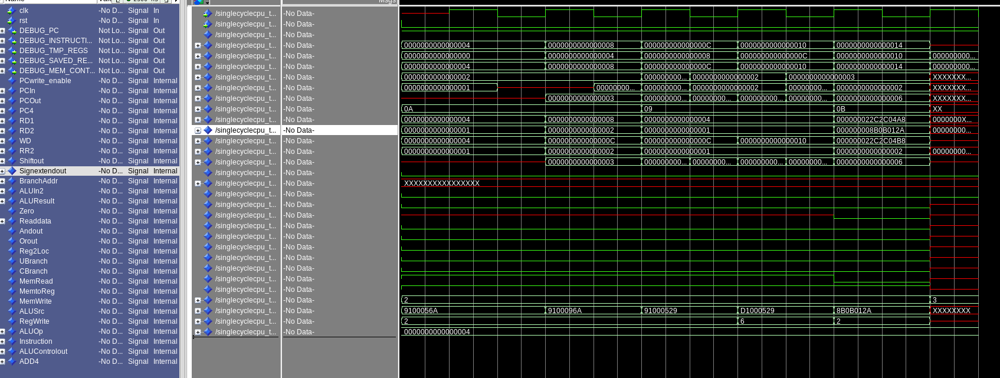 Msgs
clk -No D... Signal In
rst -No D... Signal In
DEBUG_PC Not Lo... Signal Out
DEBUG_INSTRUCTI... Not Lo... Signal Out
DEBUG_TMP_REGS Not Lo... Signal Out
DEBUG_SAVED_RE... Not Lo... Signal Out
DEBUG_MEM_CONT... Not Lo... Signal Out
PCwrite_enable -No D... Signal Internal
PCIn -No D... Signal Internal
PCOut -No D... Signal Internal
PC4 -No D... Signal Internal
RD1 -No D... Signal Internal
RD2 -No D... Signal Internal
WD -No D... Signal Internal
RR2 -No D... Signal Internal
Shiftout -No D... Signal Internal
Signextendout -No D... Signal Internal
BranchAddr -No D... Signal Internal
ALUIn2 -No D... Signal Internal
ALUResult -No D... Signal Internal
Zero -No D... Signal Internal
Readdata -No D... Signal Internal
Andout -No D... Signal Internal
Orout -No D... Signal Internal
Reg2Loc -No D... Signal Internal
UBranch -No D... Signal Internal
CBranch -No D... Signal Internal
MemRead -No D... Signal Internal
MemtoReg -No D... Signal Internal
MemWrite -No D... Signal Internal
ALUSrc -No D... Signal Internal
RegWrite -No D... Signal Internal
ALUOp -No D... Signal Internal
Instruction -No D... Signal Internal
ALUControlout -No D... Signal Internal
ADD4 -No D... Signal Internal
/singlecyclecpu_t... -No Data-
/singlecyclecpu_t... -No Data-
/singlecyclecpu_t... -No Data-
/singlecyclecpu_t... -No Data- 0000000000000004 0000000000000008 000000000000000C 0000000000000010 0000000000000014
/singlecyclecpu_t... -No Data- 0000000000000000 0000000000000004 0000000000000008 000000000000000C 0000000000000010 000000000...
/singlecyclecpu_t... -No Data- 0000000000000004 0000000000000008 000000000000000C 0000000000000010 0000000000000014 000000000...
/singlecyclecpu_t... -No Data- 0000000000000002 000000000... 0000000000000002 0000000000000003 XXXXXXX...
/singlecyclecpu_t... -No Data- 0000000000000001 00000000... 000000000... 0000000000000002 00000000... 0000000000000002 XXXXXXX...
/singlecyclecpu_t... -No Data- 0000000000000003 000000000... 00000000... 000000000... 00000000... 0000000000000006 XXXXXXX...
/singlecyclecpu_t... -No Data- 0A 09 0B XX
/singlecyclecpu_t... -No Data- 0000000000000004 0000000000000008 0000000000000004 000000022C2C04A8 0000000X...
/singlecyclecpu_t... -No Data- 0000000000000001 0000000000000002 0000000000000001 000000008B0B012A 00000000...
/singlecyclecpu_t... -No Data- 0000000000000004 000000000000000C 000000000000000C 0000000000000010 000000022C2C04B8
/singlecyclecpu_t... -No Data- 0000000000000001 0000000000000002 0000000000000001 0000000000000002 00000000...
/singlecyclecpu_t... -No Data- 0000000000000003 000000000... 00000000... 000000000... 00000000... 0000000000000006
/singlecyclecpu_t... -No Data-
/singlecyclecpu_t... -No Data- XXXXXXXXXXXXXXXX
/singlecyclecpu_t... -No Data-
/singlecyclecpu_t... -No Data-
/singlecyclecpu_t... -No Data-
/singlecyclecpu_t... -No Data-
/singlecyclecpu_t... -No Data-
/singlecyclecpu_t... -No Data-
/singlecyclecpu_t... -No Data-
/singlecyclecpu_t... -No Data-
/singlecyclecpu_t... -No Data-
/singlecyclecpu_t... -No Data-
/singlecyclecpu_t... -No Data- 2 3
/singlecyclecpu_t... -No Data- 9100056A 9100096A 91000529 D1000529 8B0B012A XXXXXXXX
/singlecyclecpu_t... -No Data- 2 6 2
/singlecyclecpu_t... -No Data- 0000000000000004